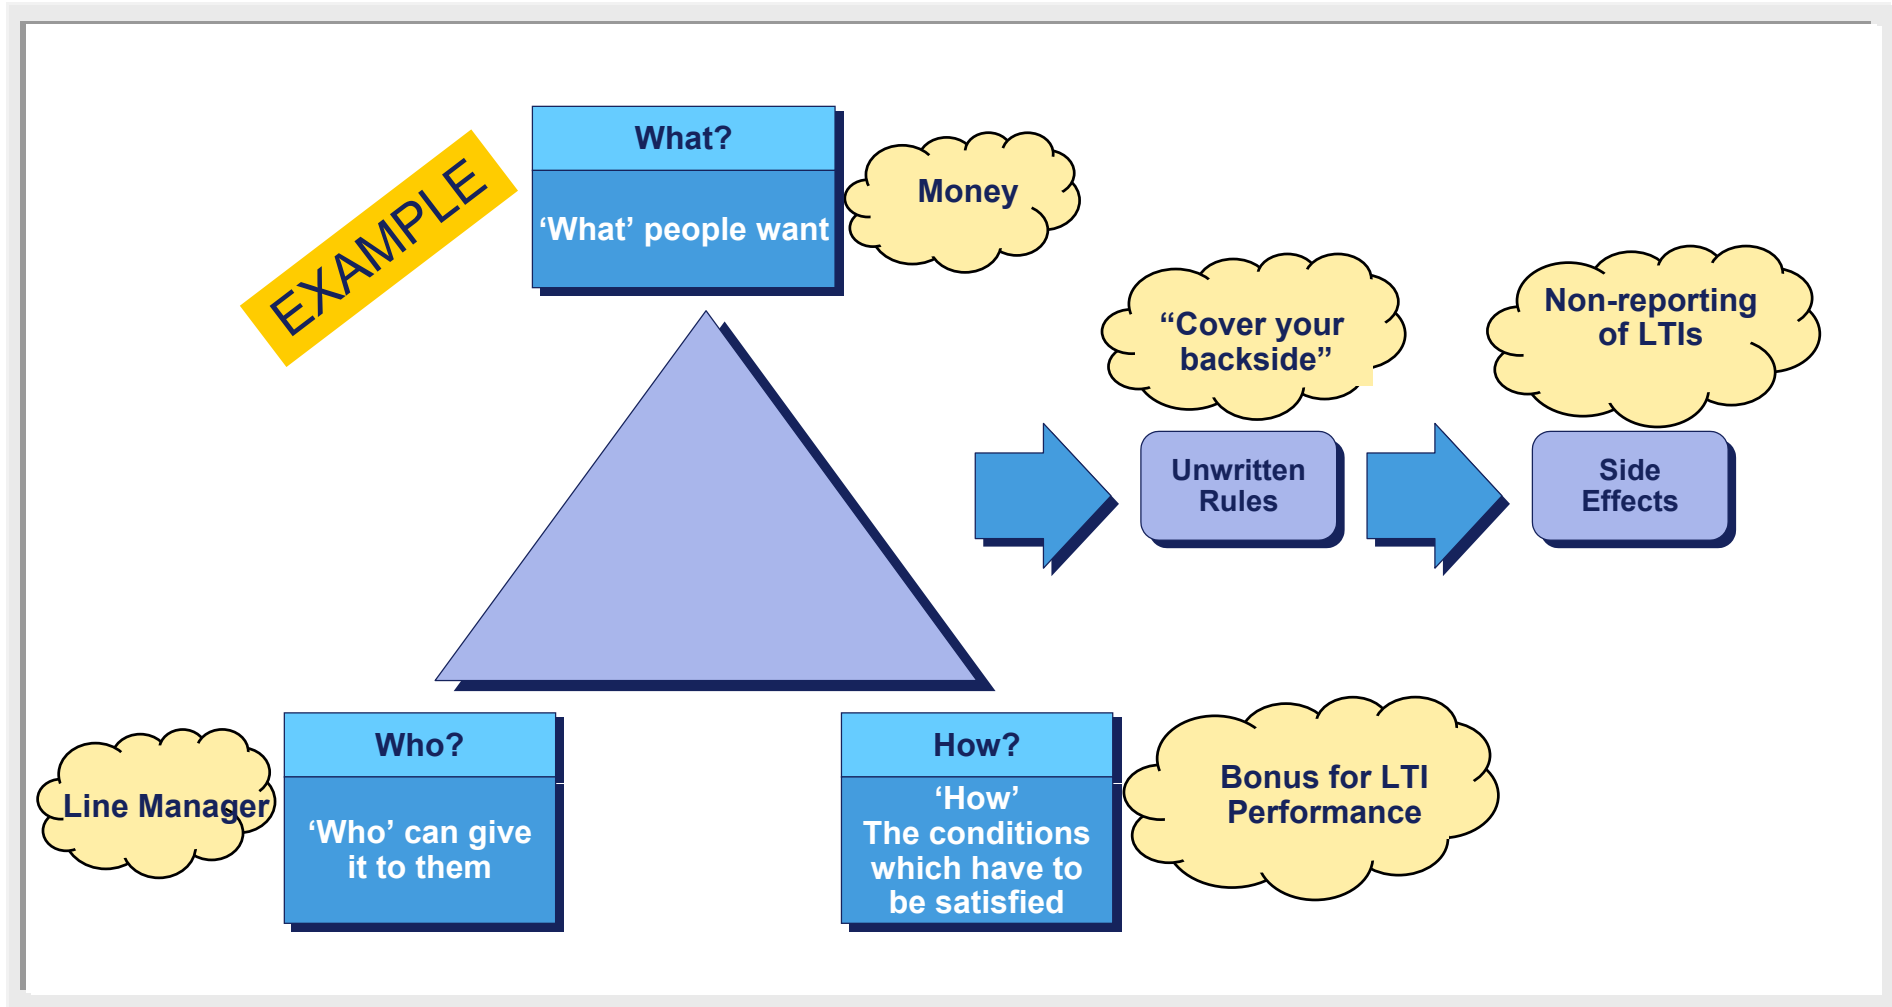 EXAMPLE
What?
‘What’ people want
Money
“Cover your
backside”
Non-reporting
of LTIs
Unwritten
Rules
Side
Effects
Who?
‘Who’ can give
it to them
Line Manager
How?
‘How’
The conditions
which have to
be satisfied
Bonus for LTI
Performance